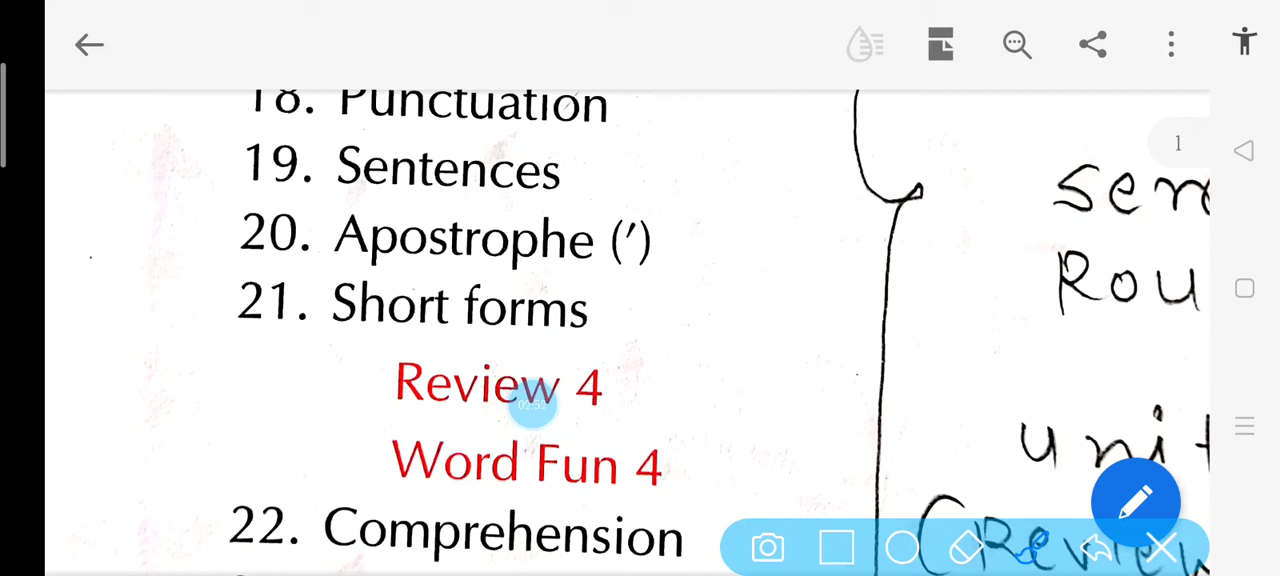 18. Punctuation
19. Sentences
20. Apostrophe (′)
21. Short forms
Review 4
Word Fun 4
22. Comprehension
1